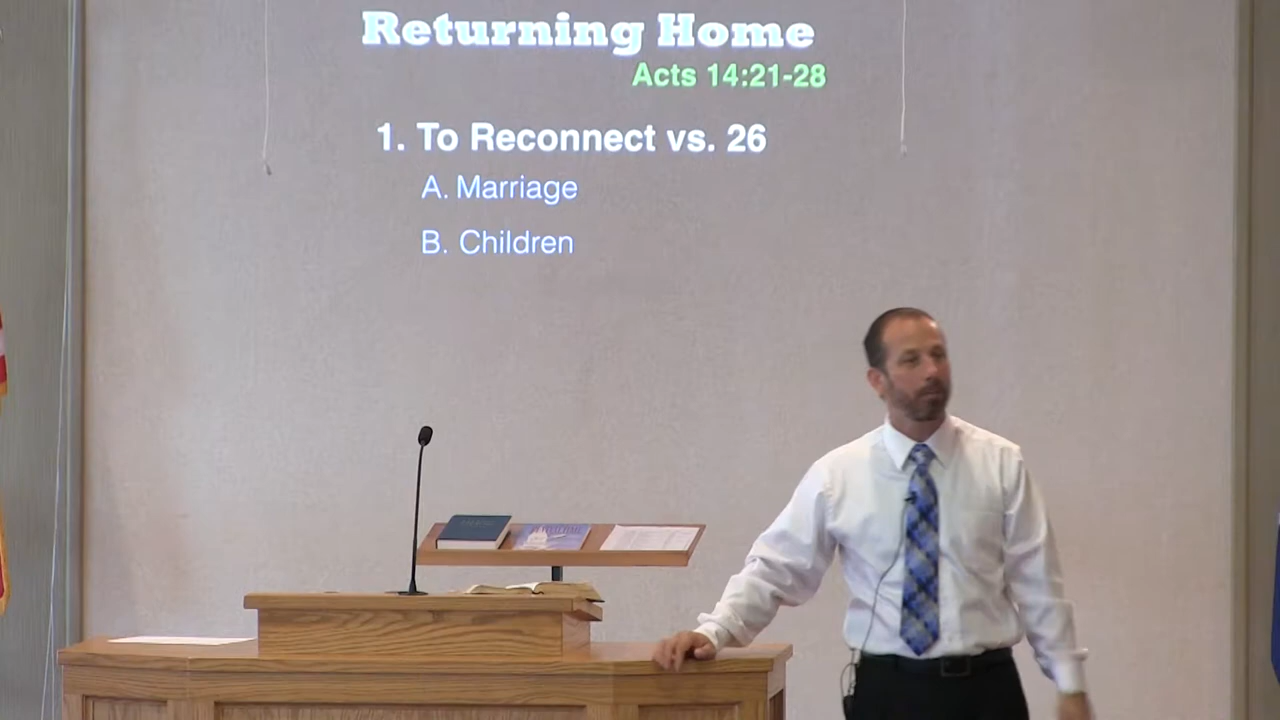 Returning Home
Acts 14:21-28
1. To Reconnect vs. 26
A. Marriage
B. Children